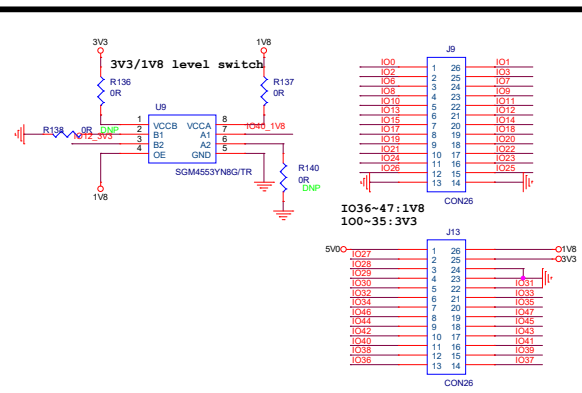 3V3
1V8
J9
3V3/1V8 level switch
R136
0R
R137
0R
U9
1 VCCB VCCA 8
2 B1 A1 7
3 B2 A2 6
4 OE GND 5
R138 0R DNP
IO12_3V3
IO40_1V8
SGM4553YN8G/TR
R140
0R
DNP
1V8
IO0 1 26 IO1
IO2 2 25 IO3
IO6 3 24 IO7
IO8 4 23 IO9
IO10 5 22 IO11
IO13 6 21 IO12
IO15 7 20 IO14
IO17 8 19 IO18
IO19 9 18 IO20
IO21 10 17 IO22
IO24 11 16 IO23
IO26 12 15 IO25
13 14
CON26
IO36~47:1V8
IO0~35:3V3
J13
5V0 1 26 1V8
IO27 2 25 3V3
IO28 3 24
IO29 4 23
IO30 5 22 IO31
IO32 6 21 IO33
IO34 7 20 IO35
IO46 8 19 IO47
IO44 9 18 IO45
IO42 10 17 IO43
IO40 11 16 IO41
IO38 12 15 IO39
IO36 13 14 IO37
CON26